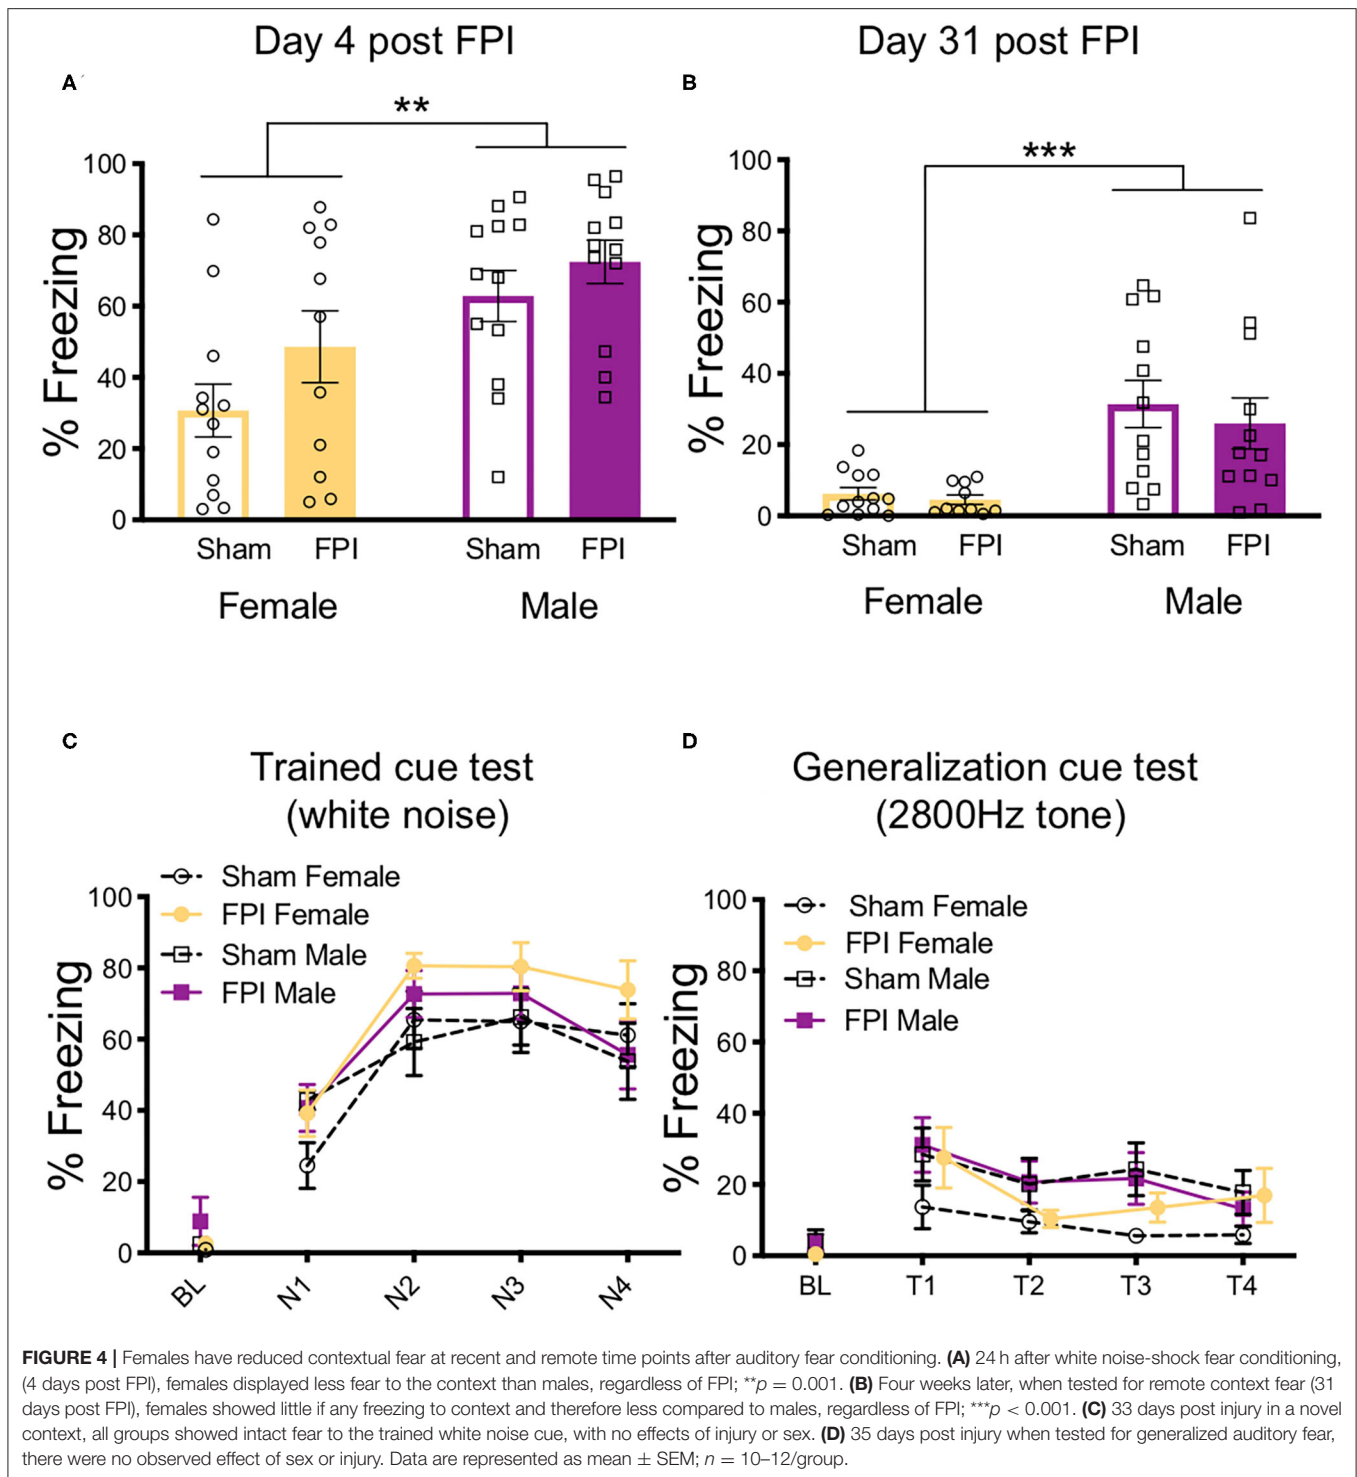 Day 4 post FPI
Day 31 post FPI
A
**
% Freezing
100
80
60
40
20
0
Sham FPI Sham FPI
Female Male
B
***
% Freezing
100
80
60
40
20
0
Sham FPI Sham FPI
Female Male
C
Trained cue test
(white noise)
Sham Female
FPI Female
Sham Male
FPI Male
% Freezing
100
80
60
40
20
0
BL N1 N2 N3 N4
D
Generalization cue test
(2800Hz tone)
Sham Female
FPI Female
Sham Male
FPI Male
% Freezing
100
80
60
40
20
0
BL T1 T2 T3 T4
FIGURE 4 | Females have reduced contextual fear at recent and remote time points after auditory fear conditioning. (A) 24 h after white noise-shock fear conditioning,
(4 days post FPI), females displayed less fear to the context than males, regardless of FPI; **p = 0.001. (B) Four weeks later, when tested for remote context fear (31
days post FPI), females showed little if any freezing to context and therefore less compared to males, regardless of FPI; ***p < 0.001. (C) 33 days post injury in a novel
context, all groups showed intact fear to the trained white noise cue, with no effects of injury or sex. (D) 35 days post injury when tested for generalized auditory fear,
there were no observed effect of sex or injury. Data are represented as mean ± SEM; n = 10–12/group.